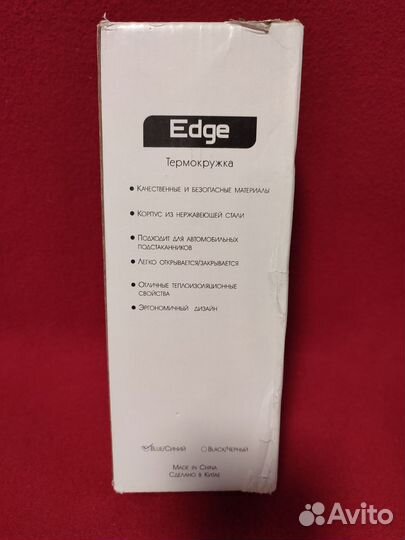 Edge
Термокружка
• Качественные и безопасные материалы
• Корпус из нержавеющей стали
• Подходит для автомобильных
подстаканников
• Легко открывается/закрывается
• Отличные теплоизоляционные
свойства
• Эргономичный дизайн
Blue/Синий Black/Черный
Made in China
Сделано в Китае
Avito